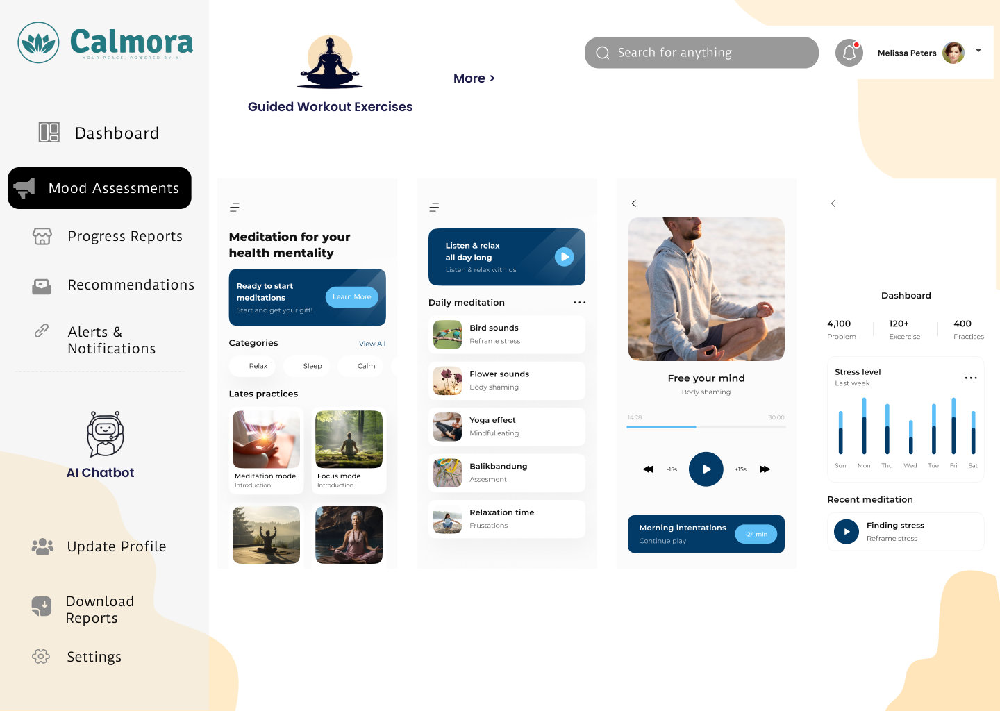 Calmora
YOUR PEACE. POWERED BY AI
Dashboard
Mood Assessments
Progress Reports
Recommendations
Alerts &
Notifications
AI Chatbot
Update Profile
Download
Reports
Settings
Guided Workout Exercises
More >
Search for anything
Melissa Peters
Meditation for your
health mentality
Ready to start
meditations
Start and get your gift!
Learn More
Categories
View All
Relax
Sleep
Calm
Lates practices
Meditation mode
Introduction
Focus mode
Introduction
Listen & relax
all day long
Listen & relax with us
Daily meditation
Bird sounds
Reframe stress
Flower sounds
Body shaming
Yoga effect
Mindful eating
Balikbandung
Assesment
Relaxation time
Frustations
Free your mind
Body shaming
14:28
30:00
-15s
+15s
Morning intentations
Continue play
-24 min
Dashboard
4,100
Problem
120+
Excercise
400
Practises
Stress level
Last week
Sun Mon Thu Wed Tue Fri Sat
Recent meditation
Finding stress
Reframe stress